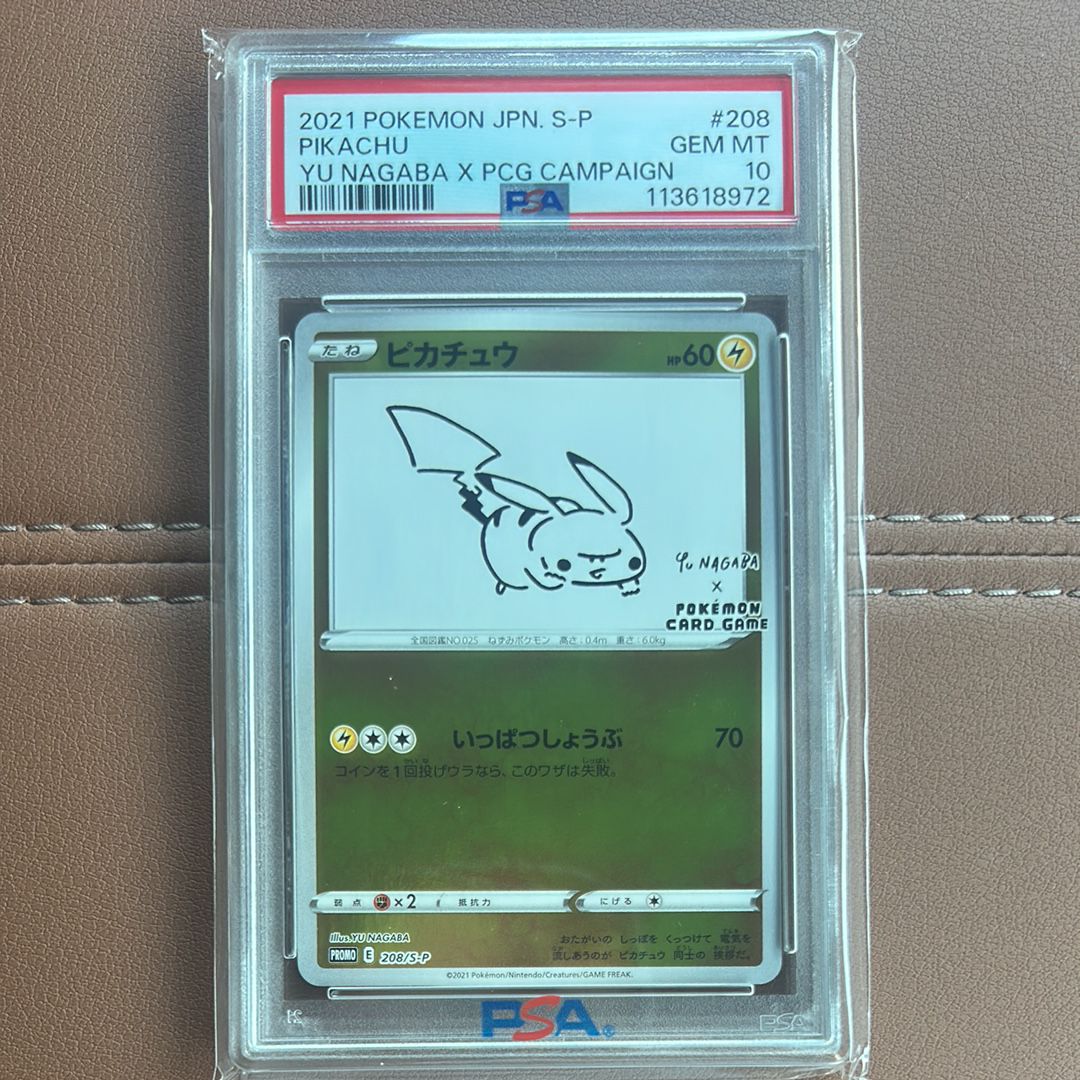 2021 POKEMON JPN. S-P #208
PIKACHU GEM MT
YU NAGABA X PCG CAMPAIGN 10
PSA 113618972
たね ピカチュウ HP60
YU NAGABA
×
POKÉMON
CARD GAME
全国図鑑NO.025 ねずみポケモン 高さ:0.4m 重さ:6.0kg
いっぱつしょうぶ 70
コインを1回投げウラなら、このワザは失敗。
弱点 ×2 抵抗力 にげる
Illus.YU NAGABA
おたがいの しっぽを くっつけて 電気を
PROMO E 208/S-P 流しあうのが ピカチュウ 同士の 挨拶だ。
©2021 Pokémon/Nintendo/Creatures/GAME FREAK.
PSA®
PSA